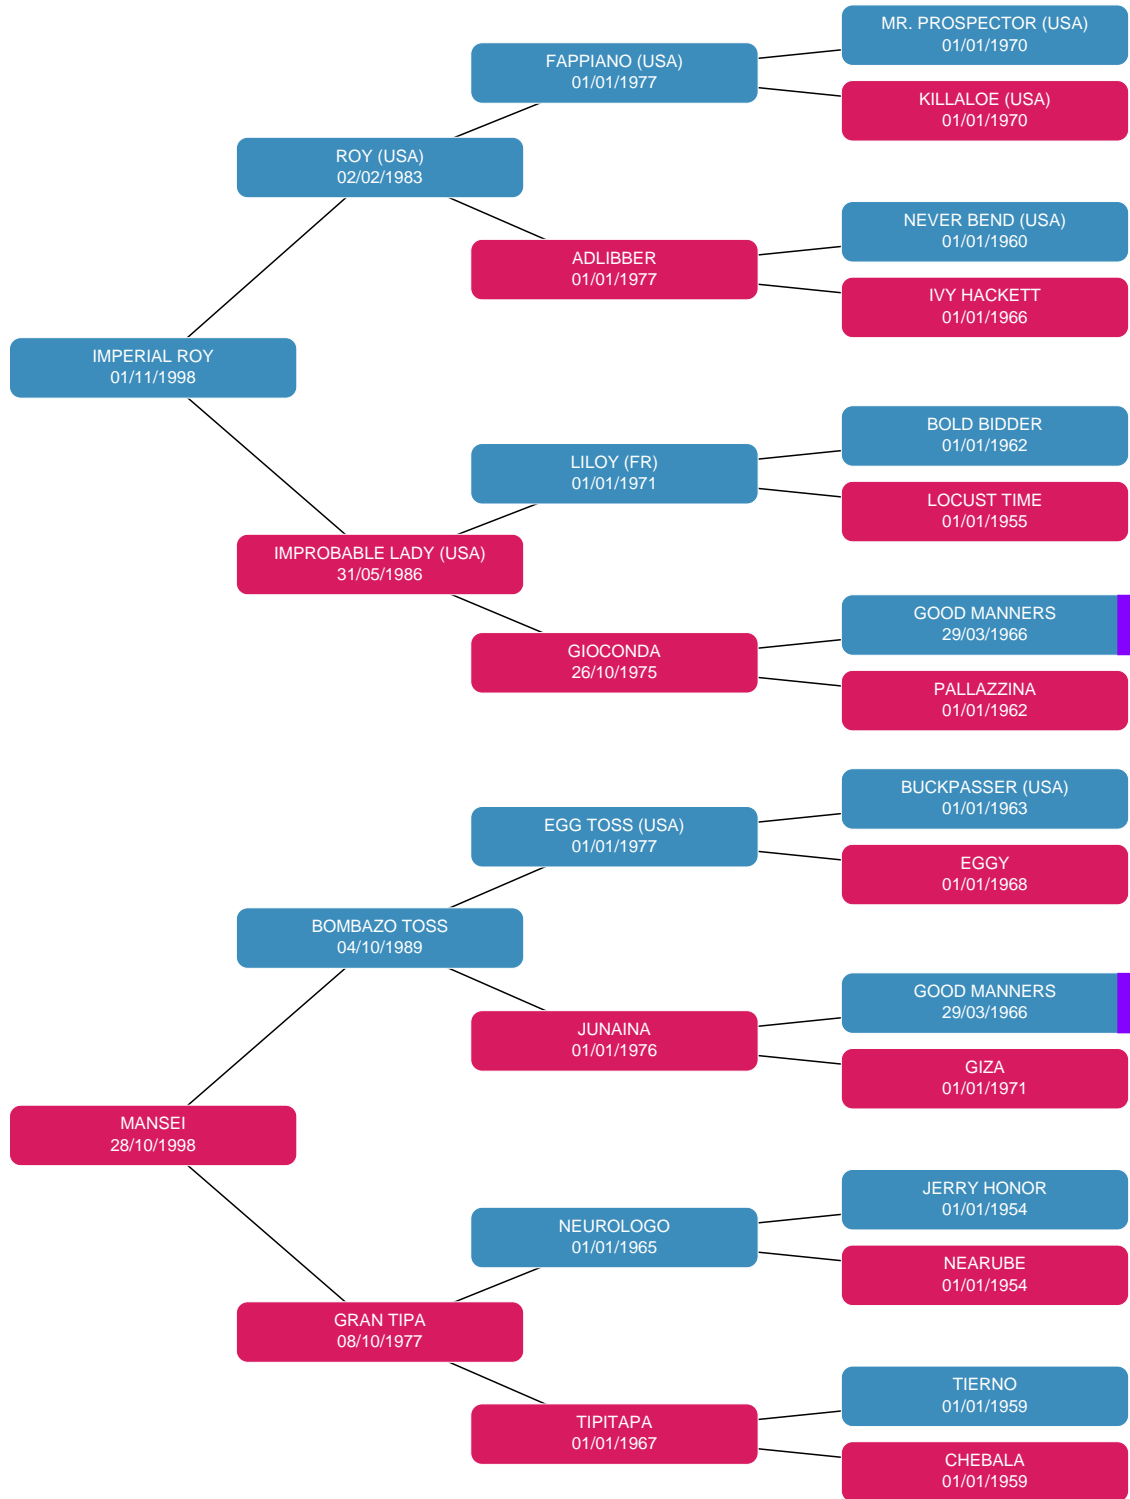 MR. PROSPECTOR (USA)
01/01/1970
FAPPIANO (USA)
01/01/1977
KILLALOE (USA)
01/01/1970
ROY (USA)
02/02/1983
NEVER BEND (USA)
01/01/1960
ADLIBBER
01/01/1977
IVY HACKETT
01/01/1966
IMPERIAL ROY
01/11/1998
BOLD BIDDER
01/01/1962
LILOY (FR)
01/01/1971
LOCUST TIME
01/01/1955
IMPROBABLE LADY (USA)
31/05/1986
GOOD MANNERS
29/03/1966
GIOCONDA
26/10/1975
PALLAZZINA
01/01/1962
BUCKPASSER (USA)
01/01/1963
EGG TOSS (USA)
01/01/1977
EGGY
01/01/1968
BOMBAZO TOSS
04/10/1989
GOOD MANNERS
29/03/1966
JUNAINA
01/01/1976
GIZA
01/01/1971
MANSEI
28/10/1998
JERRY HONOR
01/01/1954
NEUROLOGO
01/01/1965
NEARUBE
01/01/1954
GRAN TIPA
08/10/1977
TIERNO
01/01/1959
TIPITAPA
01/01/1967
CHEBALA
01/01/1959